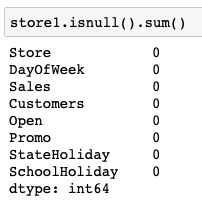 store1.isnull().sum()
Store 0
DayOfWeek 0
Sales 0
Customers 0
Open 0
Promo 0
StateHoliday 0
SchoolHoliday 0
dtype: int64